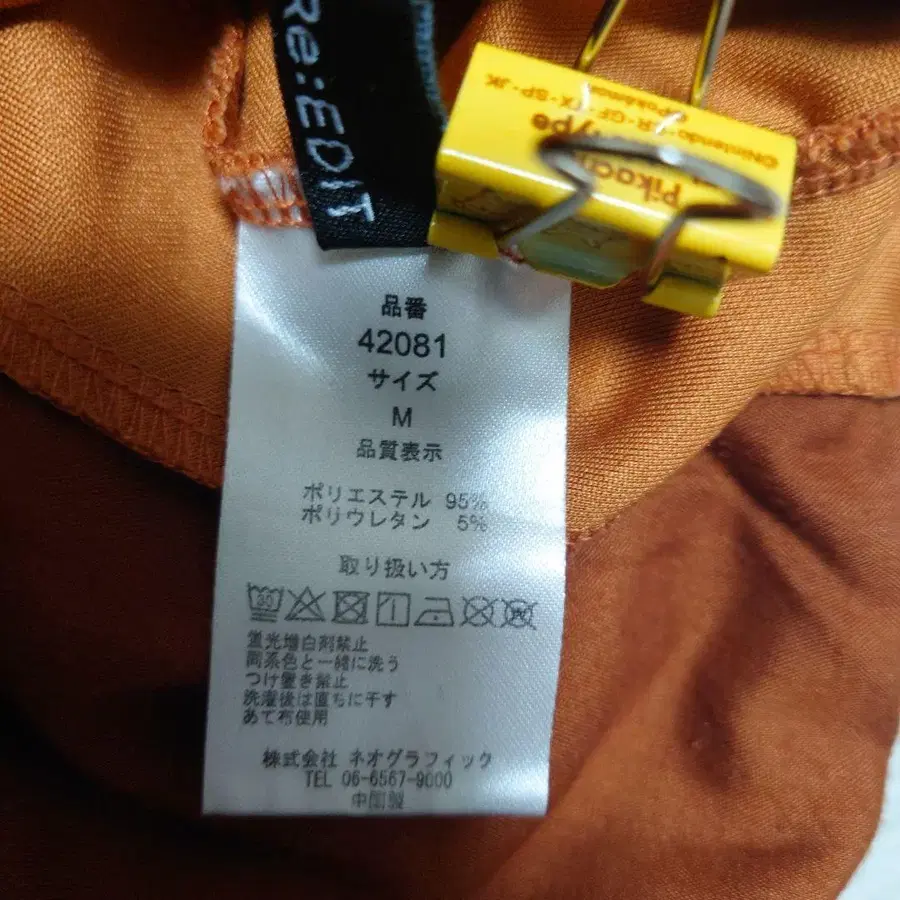 Re:EDIT
©Nintendo
©Pokémon
品番
42081
サイズ
M
品質表示
ポリエステル 95%
ポリウレタン 5%
取り扱い方
30
蛍光増白剤禁止
同系色と一緒に洗う
つけ置き禁止
洗濯後は直ちに干す
あて布使用
株式会社 ネオグラフィック
TEL 06-6567-9000
中国製